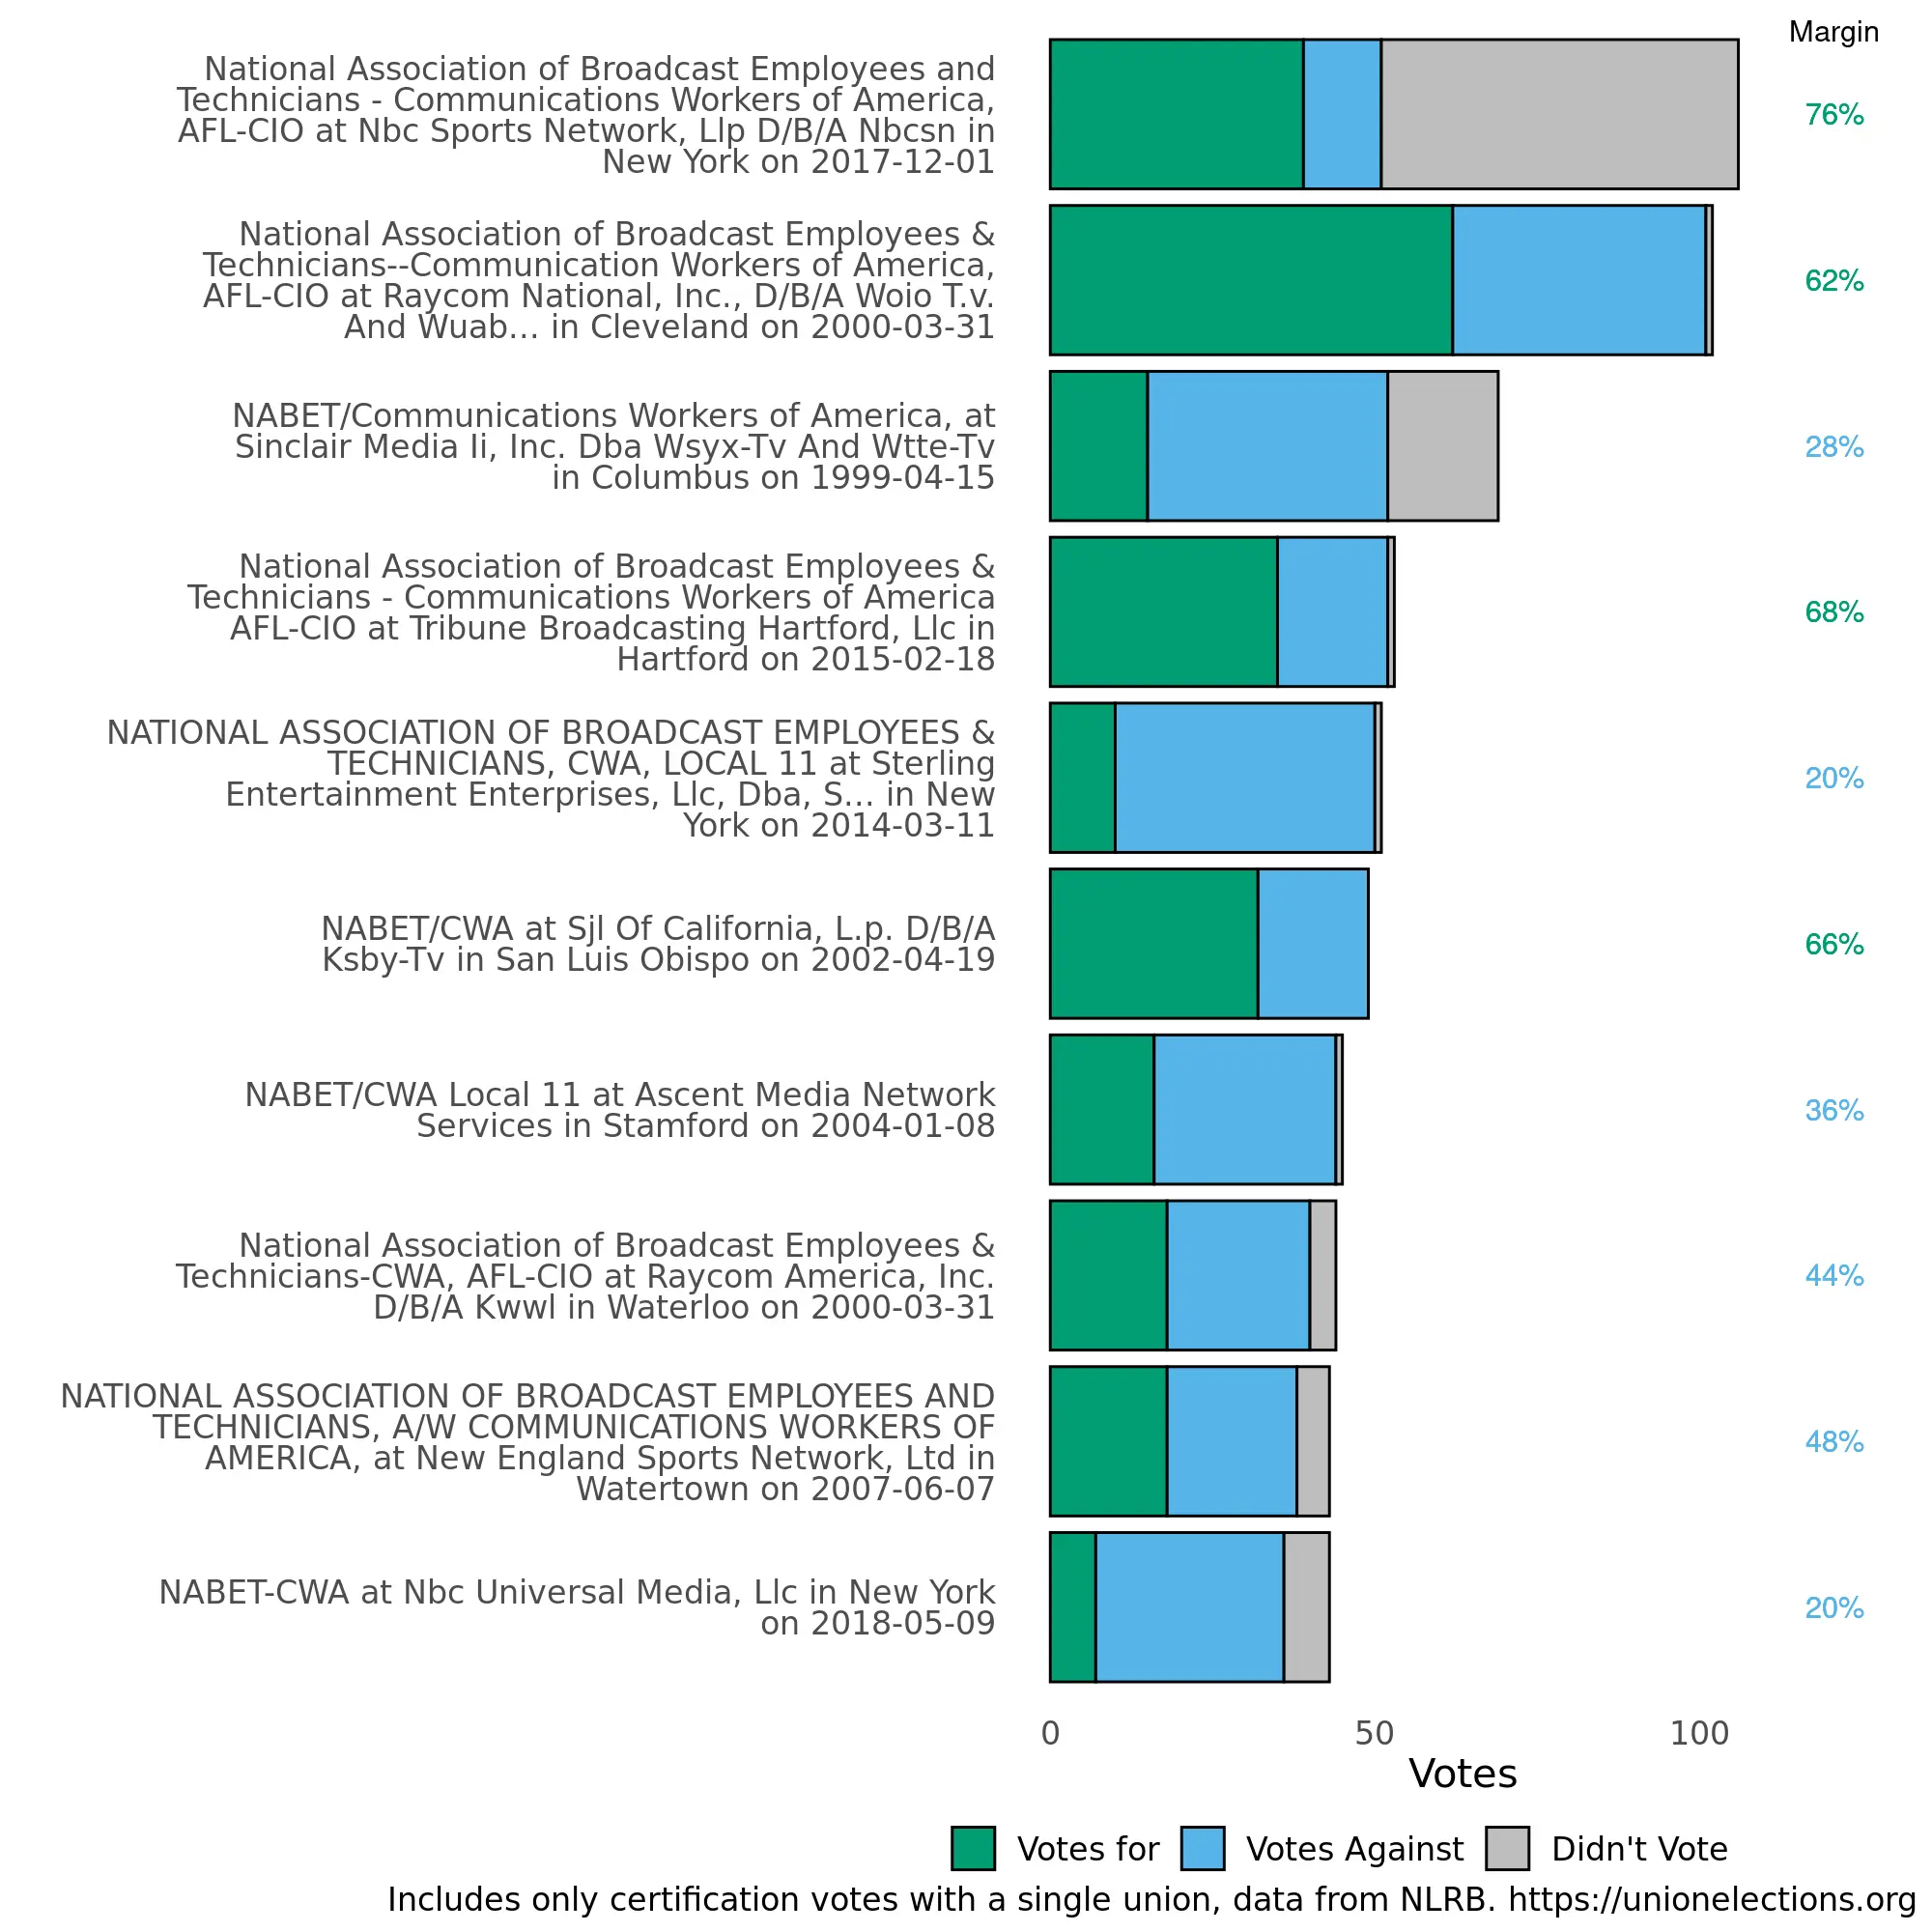 Margin
National Association of Broadcast Employees and
Technicians - Communications Workers of America,
AFL-CIO at Nbc Sports Network, Llp D/B/A Nbcsn in
New York on 2017-12-01
76%
National Association of Broadcast Employees &
Technicians--Communication Workers of America,
AFL-CIO at Raycom National, Inc., D/B/A Woio T.v.
And Wuab... in Cleveland on 2000-03-31
62%
NABET/Communications Workers of America, at
Sinclair Media Ii, Inc. Dba Wsyx-Tv And Wtte-Tv
in Columbus on 1999-04-15
28%
National Association of Broadcast Employees &
Technicians - Communications Workers of America
AFL-CIO at Tribune Broadcasting Hartford, Llc in
Hartford on 2015-02-18
68%
NATIONAL ASSOCIATION OF BROADCAST EMPLOYEES &
TECHNICIANS, CWA, LOCAL 11 at Sterling
Entertainment Enterprises, Llc, Dba, S... in New
York on 2014-03-11
20%
NABET/CWA at Sjl Of California, L.p. D/B/A
Ksby-Tv in San Luis Obispo on 2002-04-19
66%
NABET/CWA Local 11 at Ascent Media Network
Services in Stamford on 2004-01-08
36%
National Association of Broadcast Employees &
Technicians-CWA, AFL-CIO at Raycom America, Inc.
D/B/A Kwwl in Waterloo on 2000-03-31
44%
NATIONAL ASSOCIATION OF BROADCAST EMPLOYEES AND
TECHNICIANS, A/W COMMUNICATIONS WORKERS OF
AMERICA, at New England Sports Network, Ltd in
Watertown on 2007-06-07
48%
NABET-CWA at Nbc Universal Media, Llc in New York
on 2018-05-09
20%
0 50 100
Votes
Votes for Votes Against Didn't Vote
Includes only certification votes with a single union, data from NLRB. https://unionelections.org